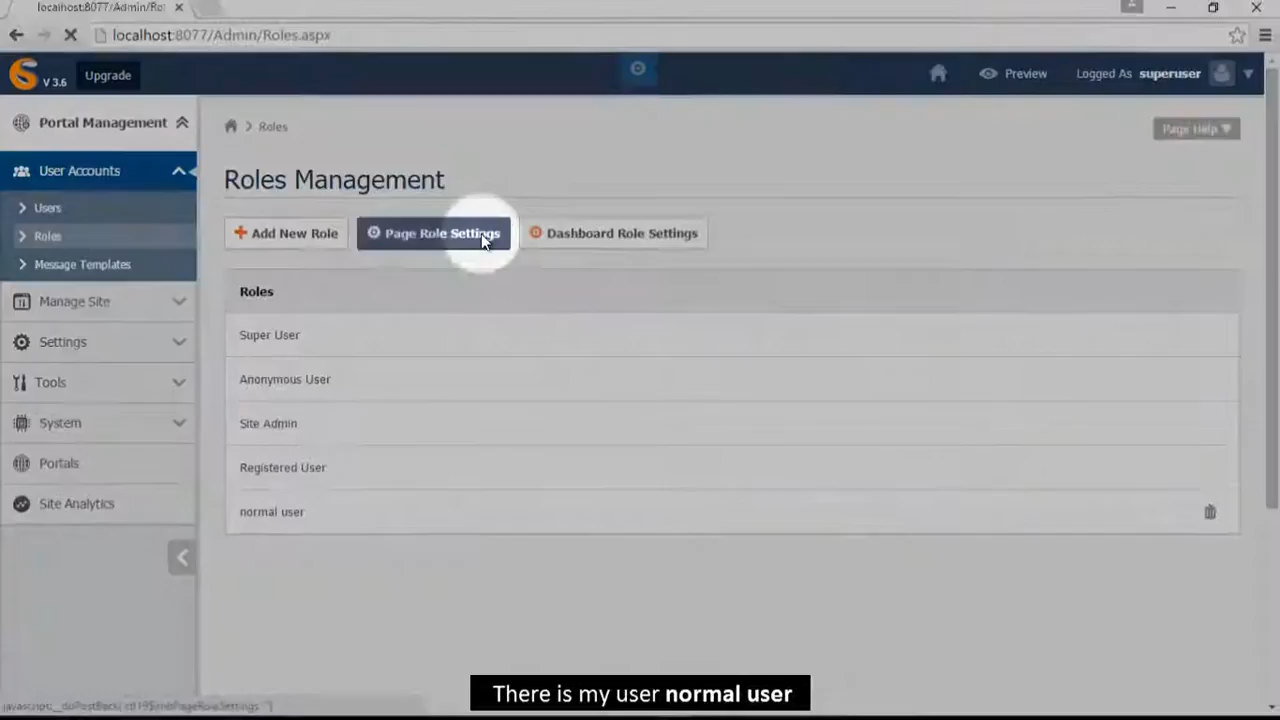 localhost:8077/Admin/Ro
localhost:8077/Admin/Roles.aspx
V 3.6
Upgrade
Preview
Logged As superuser
Portal Management
Roles
Page Help
User Accounts
Users
Roles
Message Templates
Manage Site
Settings
Tools
System
Portals
Site Analytics
Roles Management
Add New Role
Page Role Settings
Dashboard Role Settings
Roles
Super User
Anonymous User
Site Admin
Registered User
normal user
There is my user normal user